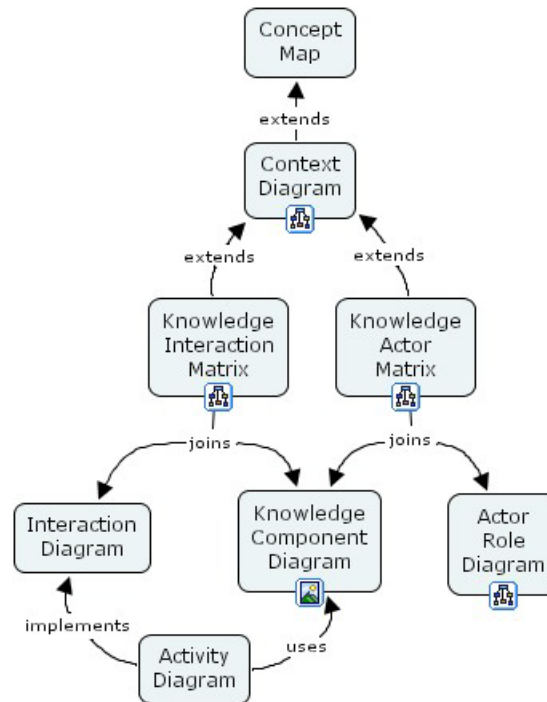 Concept
Map
extends
Context
Diagram
extends
extends
Knowledge
Interaction
Matrix
Knowledge
Actor
Matrix
joins
joins
Interaction
Diagram
Knowledge
Component
Diagram
Actor
Role
Diagram
implements
uses
Activity
Diagram